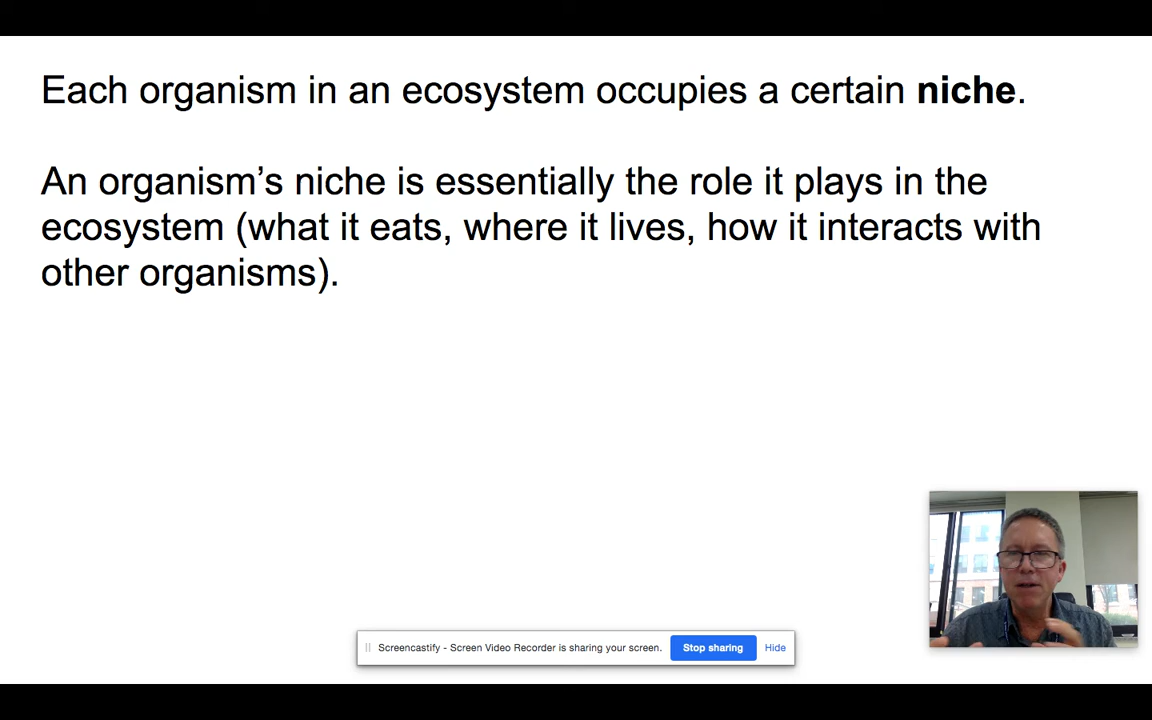 Each organism in an ecosystem occupies a certain niche.
An organism’s niche is essentially the role it plays in the
ecosystem (what it eats, where it lives, how it interacts with
other organisms).
Screencastify - Screen Video Recorder is sharing your screen.
Stop sharing
Hide